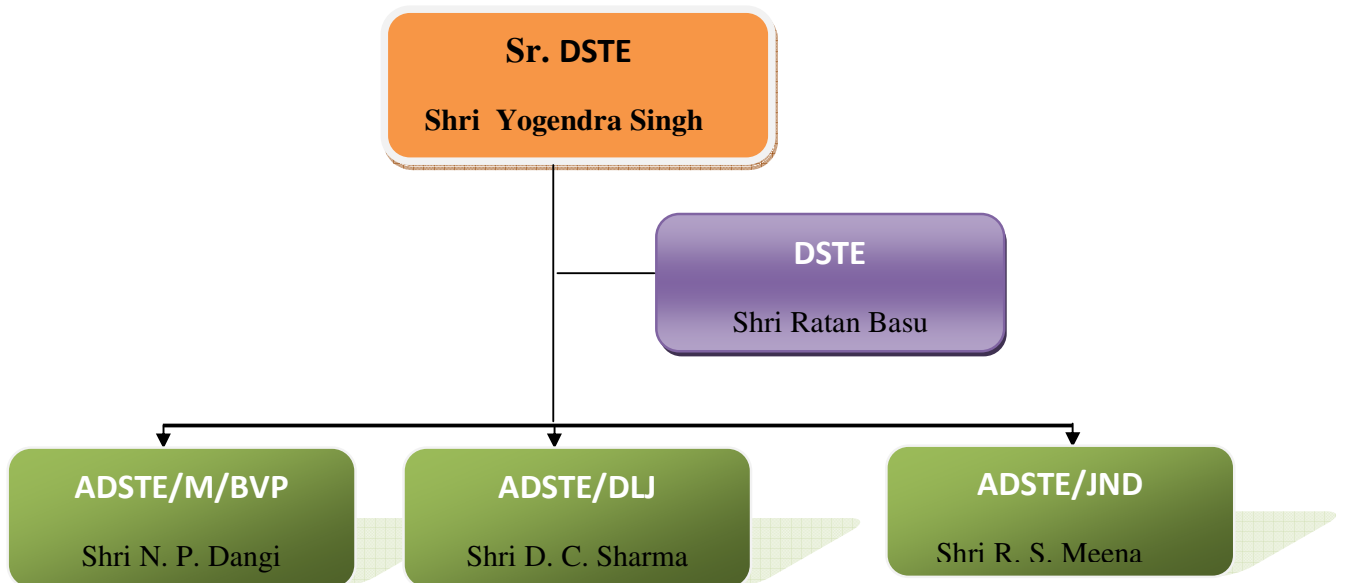 Sr. DSTE
Shri Yogendra Singh
DSTE
Shri Ratan Basu
ADSTE/M/BVP
Shri N. P. Dangi
ADSTE/DLJ
Shri D. C. Sharma
ADSTE/JND
Shri R. S. Meena